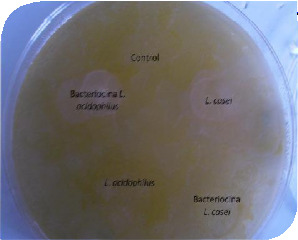 Control
Bacteriocina L.
acidophilus
L. casei
L. acidophilus
Bacteriocina
L. casei